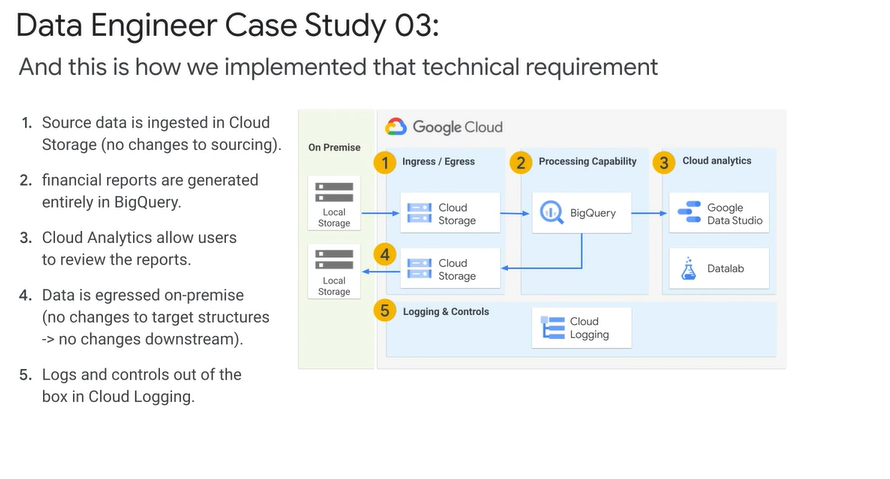 Data Engineer Case Study 03:
And this is how we implemented that technical requirement
1. Source data is ingested in Cloud
Storage (no changes to sourcing).
2. financial reports are generated
entirely in BigQuery.
3. Cloud Analytics allow users
to review the reports.
4. Data is egressed on-premise
(no changes to target structures
-> no changes downstream).
5. Logs and controls out of the
box in Cloud Logging.
Google Cloud
On Premise
1 Ingress / Egress
2 Processing Capability
3 Cloud analytics
Local
Storage
Cloud
Storage
BigQuery
Google
Data Studio
4
Local
Storage
Cloud
Storage
Datalab
5 Logging & Controls
Cloud
Logging